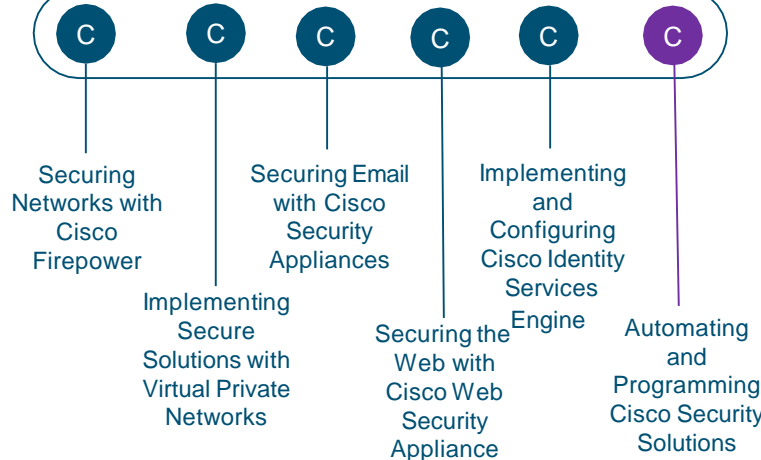 C
C
C
C
C
C
Securing
Networks with
Cisco
Firepower
Implementing
Secure
Solutions with
Virtual Private
Networks
Securing Email
with Cisco
Security
Appliances
Securing the
Web with
Cisco Web
Security
Appliance
Implementing
and
Configuring
Cisco Identity
Services
Engine
Automating
and
Programming
Cisco Security
Solutions